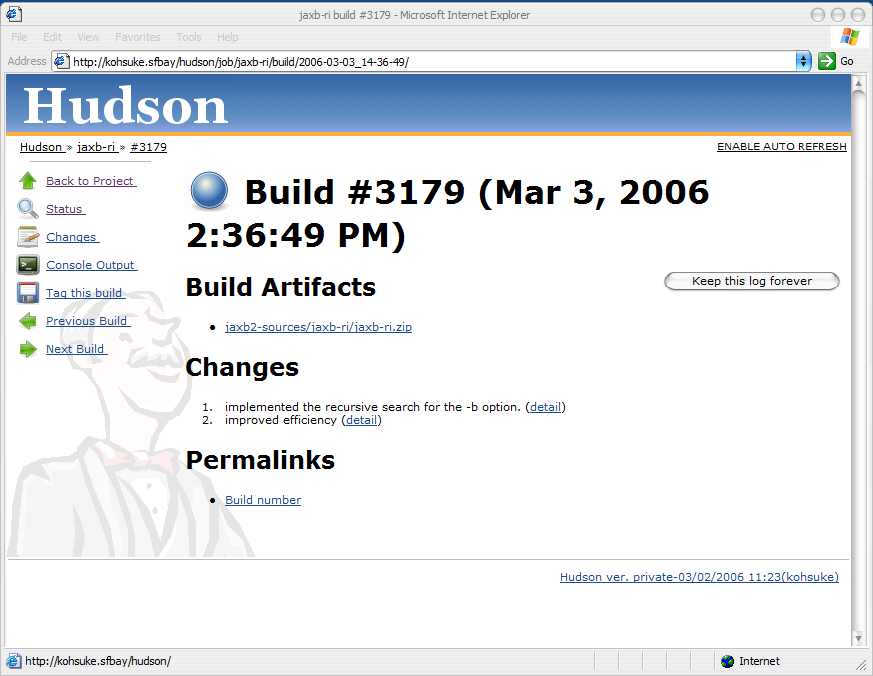 jaxb-ri build #3179 - Microsoft Internet Explorer
File Edit View Favorites Tools Help
Address http://kohsuke.sfbay/hudson/job/jaxb-ri/build/2006-03-03_14-36-49/ Go
Hudson
Hudson » jaxb-ri » #3179 ENABLE AUTO REFRESH
Back to Project
Status
Changes
Console Output
Tag this build
Previous Build
Next Build
Build #3179 (Mar 3, 2006
2:36:49 PM)
Build Artifacts
Keep this log forever
• jaxb2-sources/jaxb-ri/jaxb-ri.zip
Changes
1. implemented the recursive search for the -b option. (detail)
2. improved efficiency (detail)
Permalinks
• Build number
Hudson ver. private-03/02/2006 11:23(kohsuke)
http://kohsuke.sfbay/hudson/ Internet